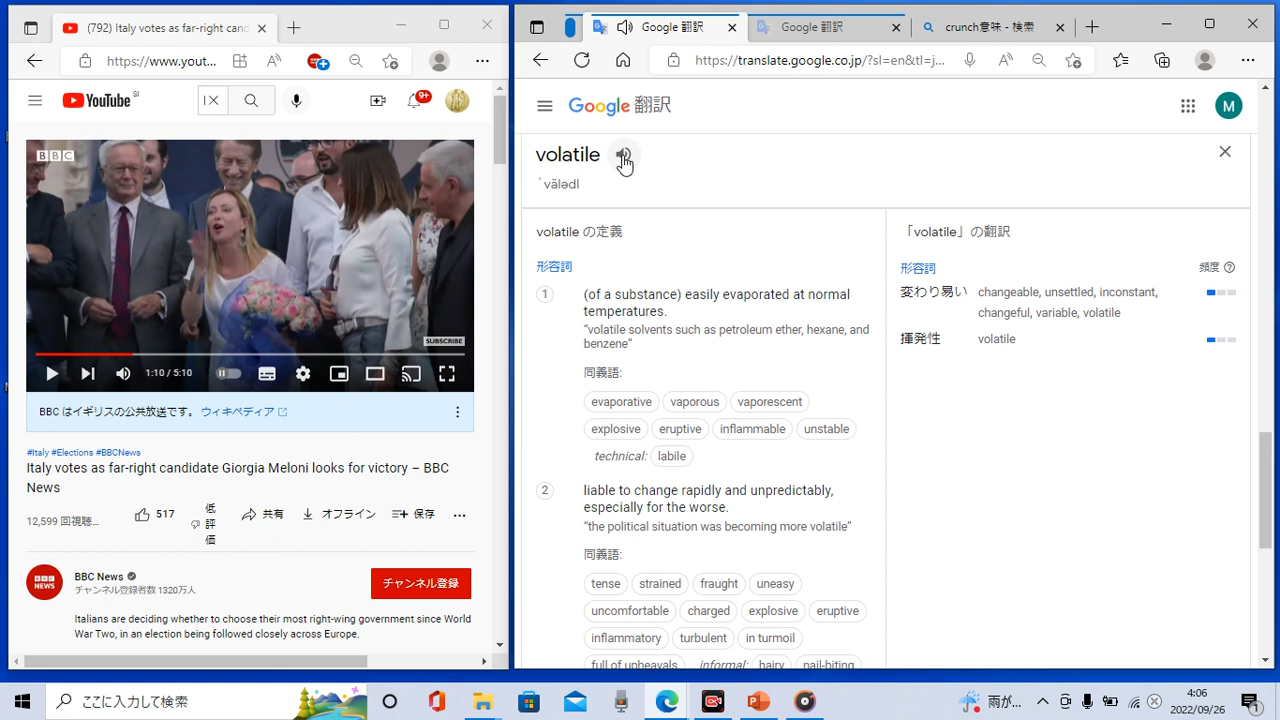 (792) Italy votes as far-right cand
https://www.yout...
YouTube SI
9+
BBC
SUBSCRIBE
1:10 / 5:10
BBC はイギリスの公共放送です。 ウィキペディア
#Italy #Elections #BBCNews
Italy votes as far-right candidate Giorgia Meloni looks for victory – BBC
News
12,599 回視聴...
517
低
評
価
共有
オフライン
保存
BBC
NEWS
BBC News
チャンネル登録者数 1320万人
チャンネル登録
Italians are deciding whether to choose their most right-wing government since World
War Two, in an election being followed closely across Europe.
Google 翻訳
Google 翻訳
crunch意味 - 検索
https://translate.google.co.jp/?sl=en&tl=j...
Google 翻訳
M
volatile
ˈvälədl
volatile の定義
形容詞
1
(of a substance) easily evaporated at normal
temperatures.
“volatile solvents such as petroleum ether, hexane, and
benzene”
同義語:
evaporative
vaporous
vaporescent
explosive
eruptive
inflammable
unstable
technical:
labile
2
liable to change rapidly and unpredictably,
especially for the worse.
“the political situation was becoming more volatile”
同義語:
tense
strained
fraught
uneasy
uncomfortable
charged
explosive
eruptive
inflammatory
turbulent
in turmoil
full of upheavals
informal:
hairy
nail-biting
「volatile」の翻訳
形容詞
頻度
変わり易い
changeable, unsettled, inconstant,
changeful, variable, volatile
揮発性
volatile
ここに入力して検索
雨が...
4:06
2022/09/26
1